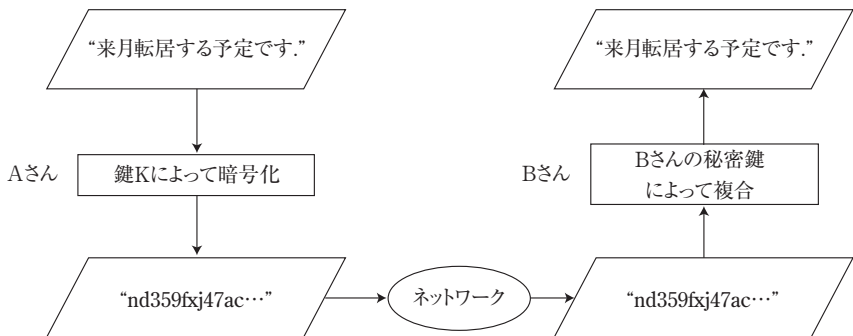 “来月転居する予定です.”
Aさん
鍵Kによって暗号化
“nd359fxj47ac…”
ネットワーク
“来月転居する予定です.”
Bさん
Bさんの秘密鍵
によって複合
“nd359fxj47ac…”